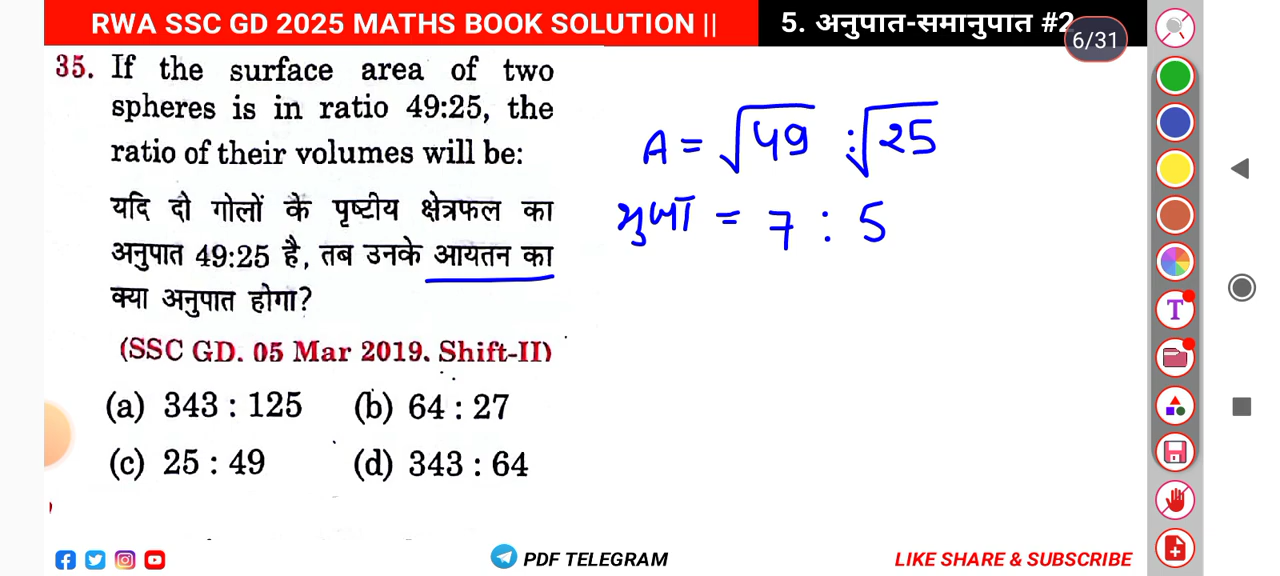 RWA SSC GD 2025 MATHS BOOK SOLUTION || 5. अनुपात-समानुपात #2
6/31
35. If the surface area of two
spheres is in ratio 49:25, the
ratio of their volumes will be:
यदि दो गोलों के पृष्टीय क्षेत्रफल का
अनुपात 49:25 है, तब उनके आयतन का
क्या अनुपात होगा?
(SSC GD. 05 Mar 2019. Shift-II)
(a) 343 : 125 (b) 64 : 27
(c) 25 : 49 (d) 343 : 64
A = √49 : √25
भुजा = 7 : 5
T
PDF TELEGRAM
LIKE SHARE & SUBSCRIBE